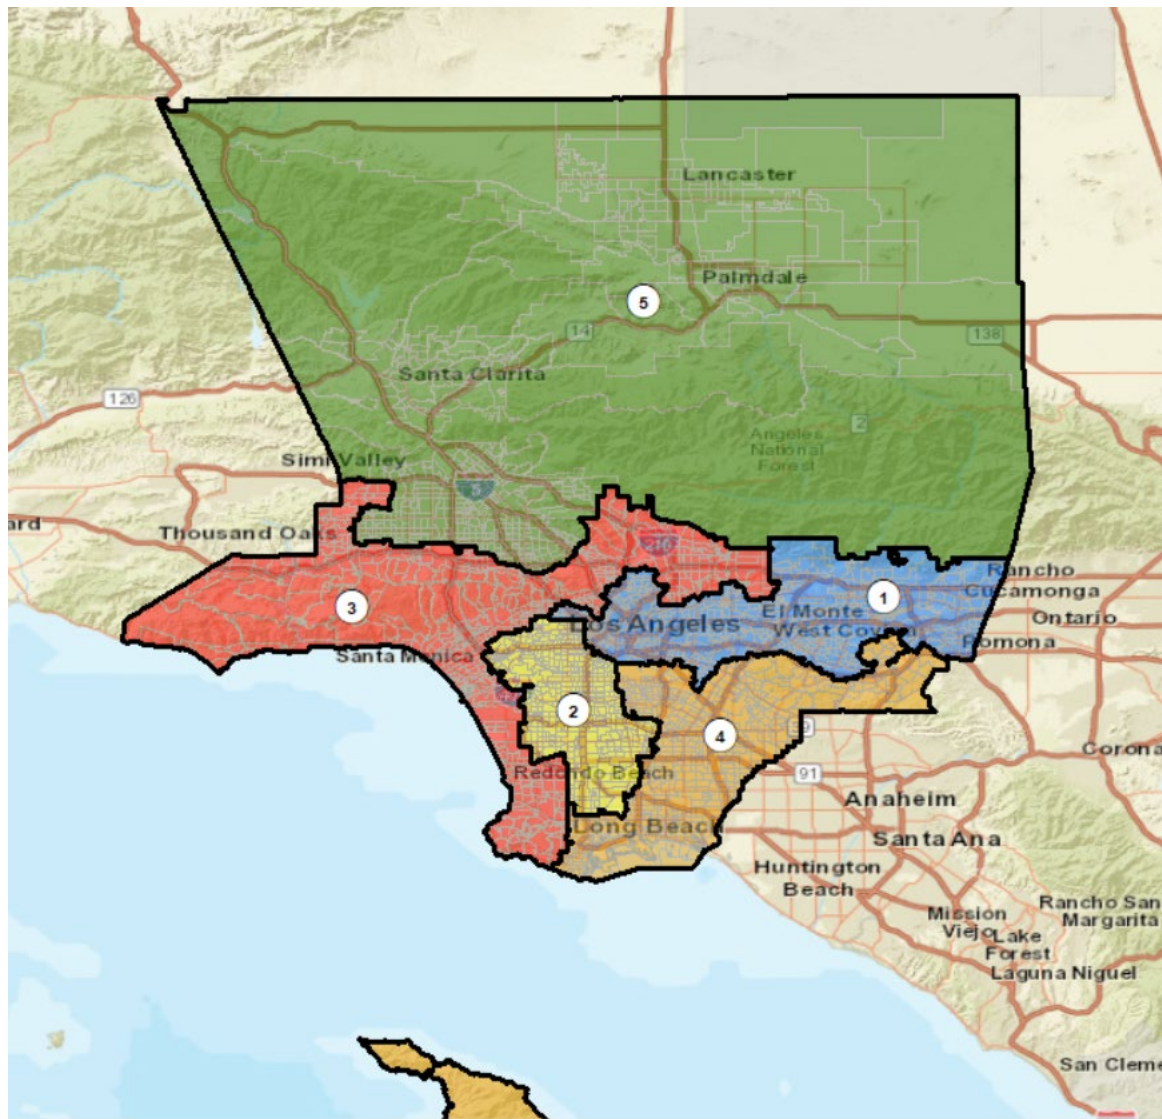 Lancaster
Palmdale
5
14
138
Santa Clarita
126
2
Angeles
National
Forest
Simi Valley
5
ard
Thousand Oaks
210
Rancho
Cucamonga
3
1
El Monte
Ontario
Los Angeles
West Covina
Pomona
Santa Monica
2
4
Corona
Redondo Beach
91
Anaheim
Long Beach
Santa Ana
Huntington
Beach
Rancho San
Margarita
Mission
Viejo
Lake
Forest
Laguna Niguel
San Cleme